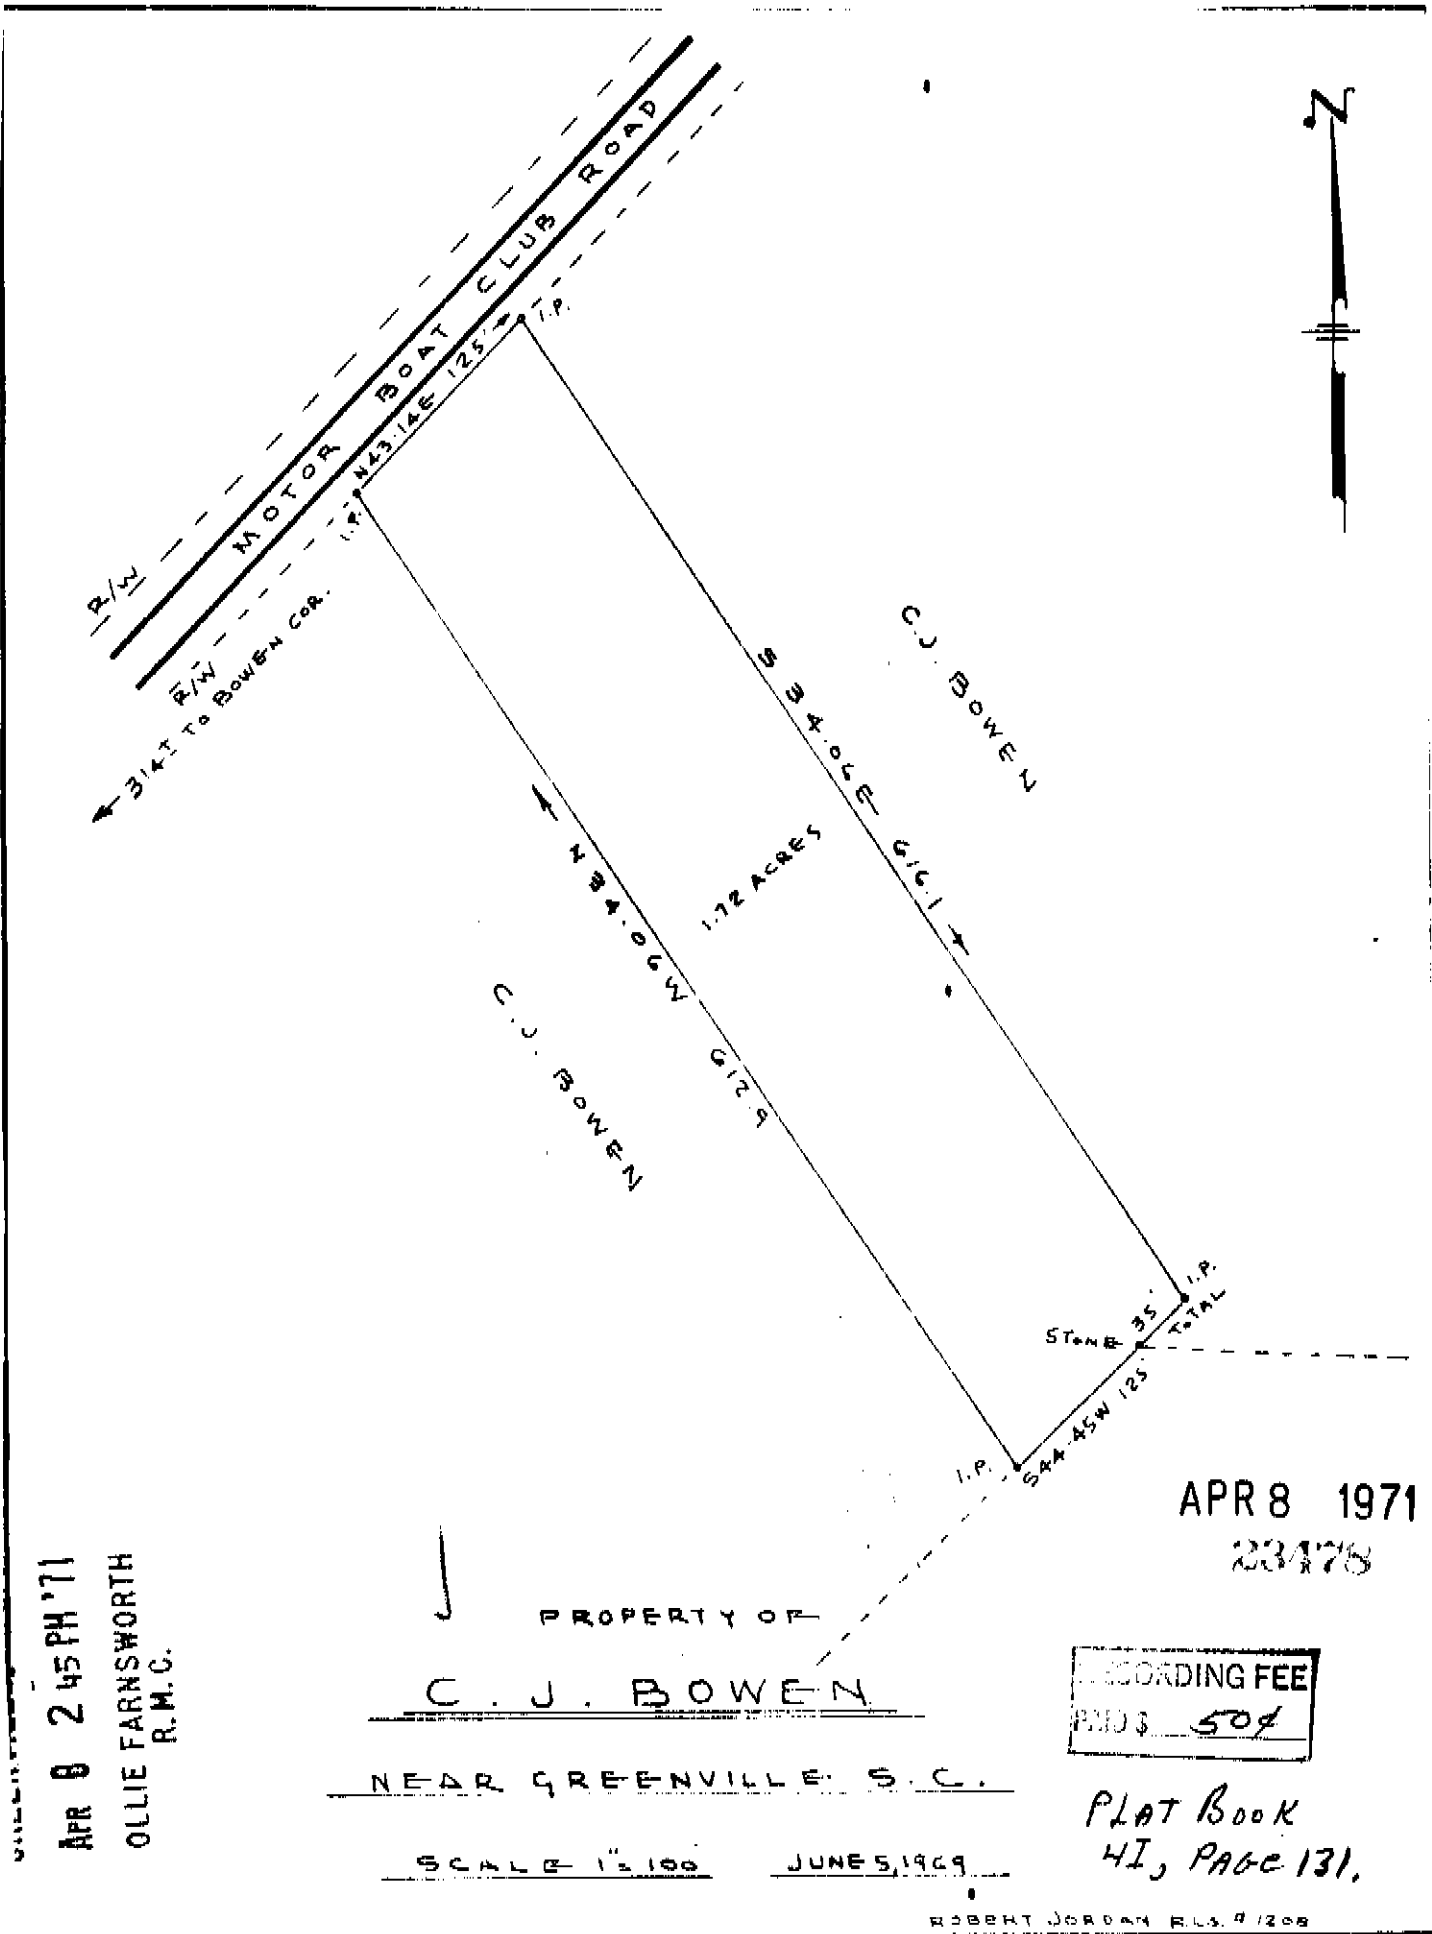 N
MOTOR BOAT CLUB ROAD
R/W
R/W
N43-14E 125'
I.P.
I.P.
314± TO BOWEN COR.
S 34-06E 616.1
C.J. BOWEN
1.72 ACRES
N 34-06W 612.9
C.J. BOWEN
I.P.
35'
TOTAL
STONE
S44-45W 125'
I.P.
APR 8 1971
23478
APR 8 2 45 PM '71
OLLIE FARNSWORTH
R.M.C.
PROPERTY OF
C. J. BOWEN
NEAR GREENVILLE S.C.
SCALE 1"=100
JUNE 5, 1969
RECORDING FEE
PAID $ 50¢
PLAT BOOK
4I, PAGE 131.
ROBERT JORDAN R.L.S. # 1208